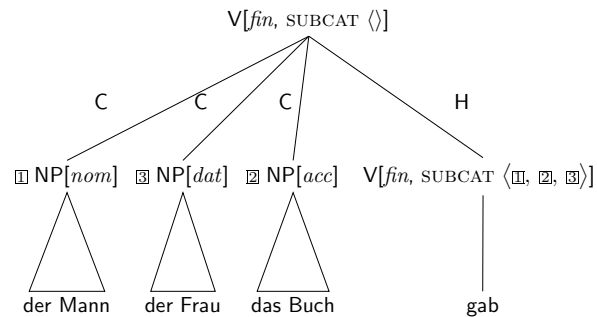 V[fin, SUBCAT ⟨⟩]
C C C H
1 NP[nom] 3 NP[dat] 2 NP[acc] V[fin, SUBCAT ⟨1, 2, 3⟩]
der Mann der Frau das Buch gab